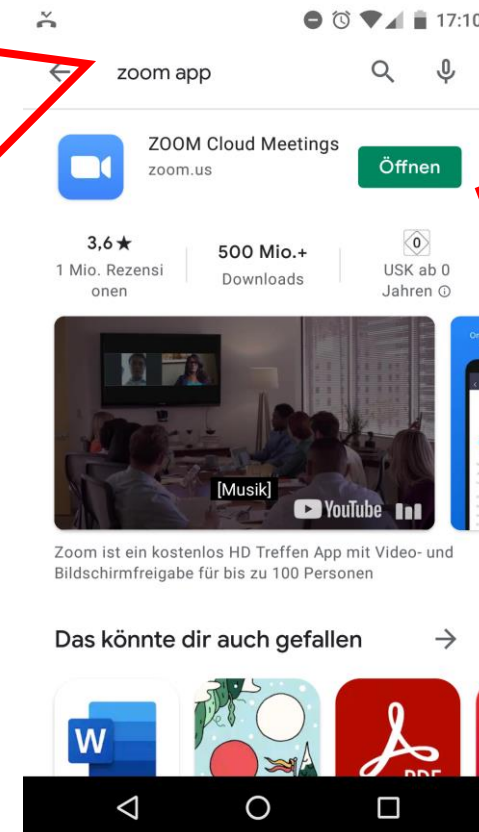 17:10
zoom app
ZOOM Cloud Meetings
zoom.us
Öffnen
3,6★
1 Mio. Rezensi
onen
500 Mio.+
Downloads
0
USK ab 0
Jahren
[Musik]
YouTube
Zoom ist ein kostenlos HD Treffen App mit Video- und
Bildschirmfreigabe für bis zu 100 Personen
Das könnte dir auch gefallen
W